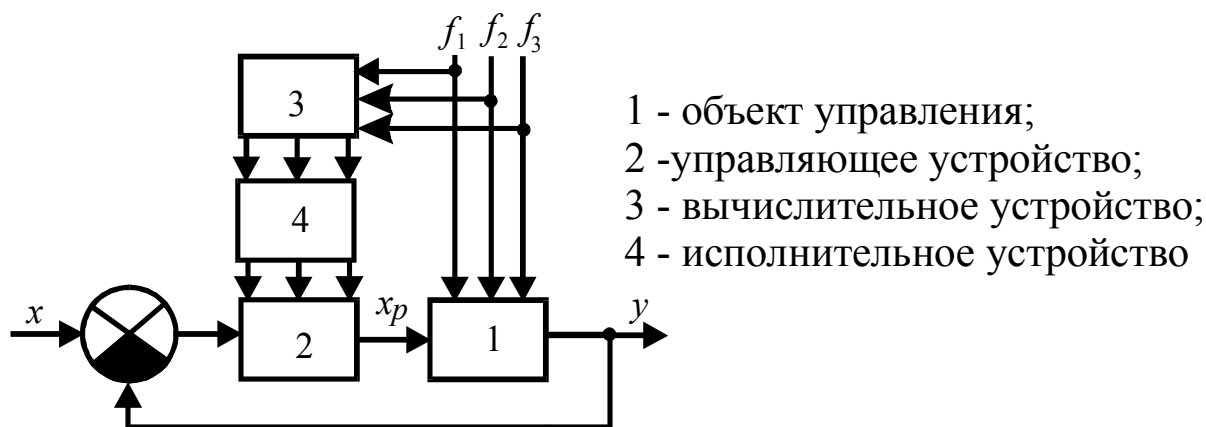 f1 f2 f3
3
1 - объект управления;
2 -управляющее устройство;
3 - вычислительное устройство;
4 - исполнительное устройство
4
x
2
xp
1
y